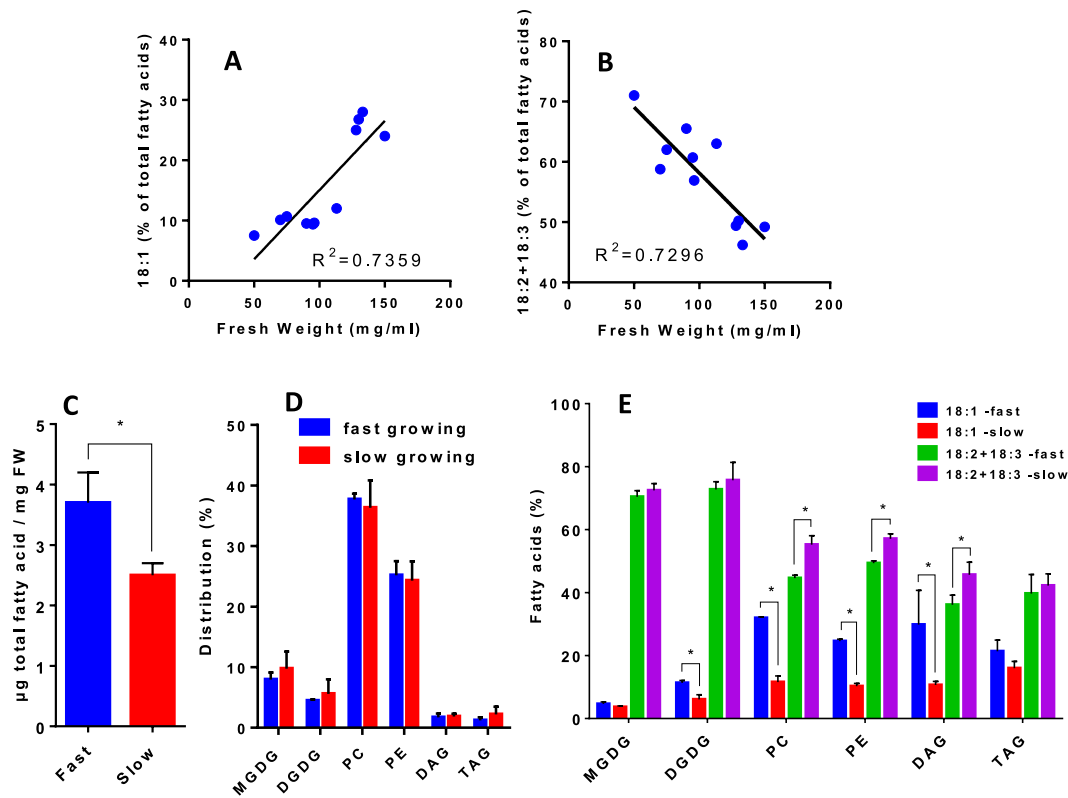 A
18:1 (% of total fatty acids)
40
30
20
10
0
R²=0.7359
0 50 100 150 200
Fresh Weight (mg/ml)
B
18:2+18:3 (% of total fatty acids)
80
70
60
50
40
R²=0.7296
0 50 100 150 200
Fresh Weight (mg/ml)
C
µg total fatty acid / mg FW
5
4
3
2
1
0
*
Fast Slow
D
fast growing
slow growing
Distribution (%)
50
40
30
20
10
0
MGDG DGDG PC PE DAG TAG
E
18:1 -fast
18:1 -slow
18:2+18:3 -fast
18:2+18:3 -slow
Fatty acids (%)
100
80
60
40
20
0
* * * * * * *
MGDG DGDG PC PE DAG TAG